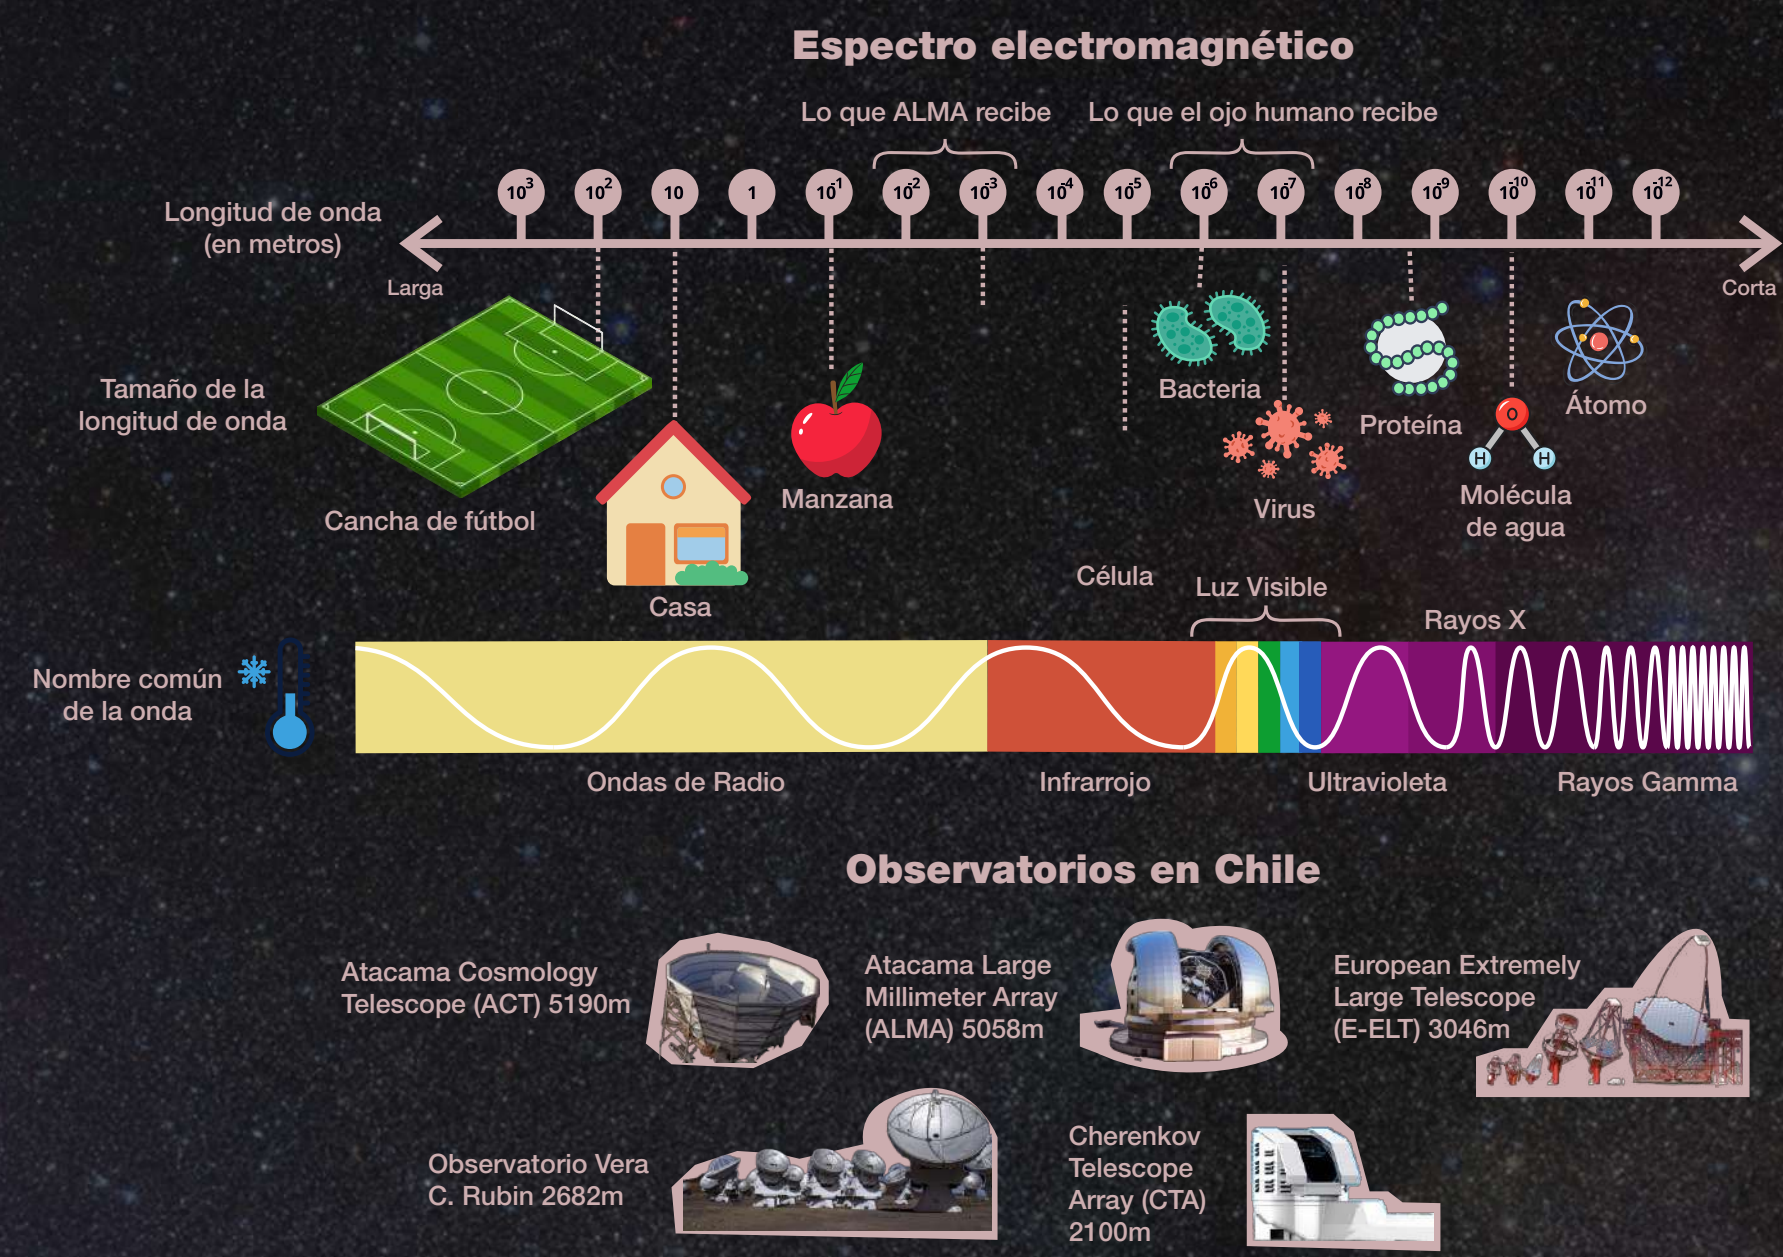 Espectro electromagnético
Lo que ALMA recibe
Lo que el ojo humano recibe
Longitud de onda
(en metros)
10³
10²
10
1
10⁻¹
10⁻²
10⁻³
10⁻⁴
10⁻⁵
10⁻⁶
10⁻⁷
10⁻⁸
10⁻⁹
10⁻¹⁰
10⁻¹¹
10⁻¹²
Larga
Corta
Tamaño de la
longitud de onda
Cancha de fútbol
Casa
Manzana
Célula
Bacteria
Virus
Proteína
O
H
H
Molécula
de agua
Átomo
Luz Visible
Rayos X
Nombre común
de la onda
Ondas de Radio
Infrarrojo
Ultravioleta
Rayos Gamma
Observatorios en Chile
Atacama Cosmology
Telescope (ACT) 5190m
Atacama Large
Millimeter Array
(ALMA) 5058m
European Extremely
Large Telescope
(E-ELT) 3046m
Observatorio Vera
C. Rubin 2682m
Cherenkov
Telescope
Array (CTA)
2100m